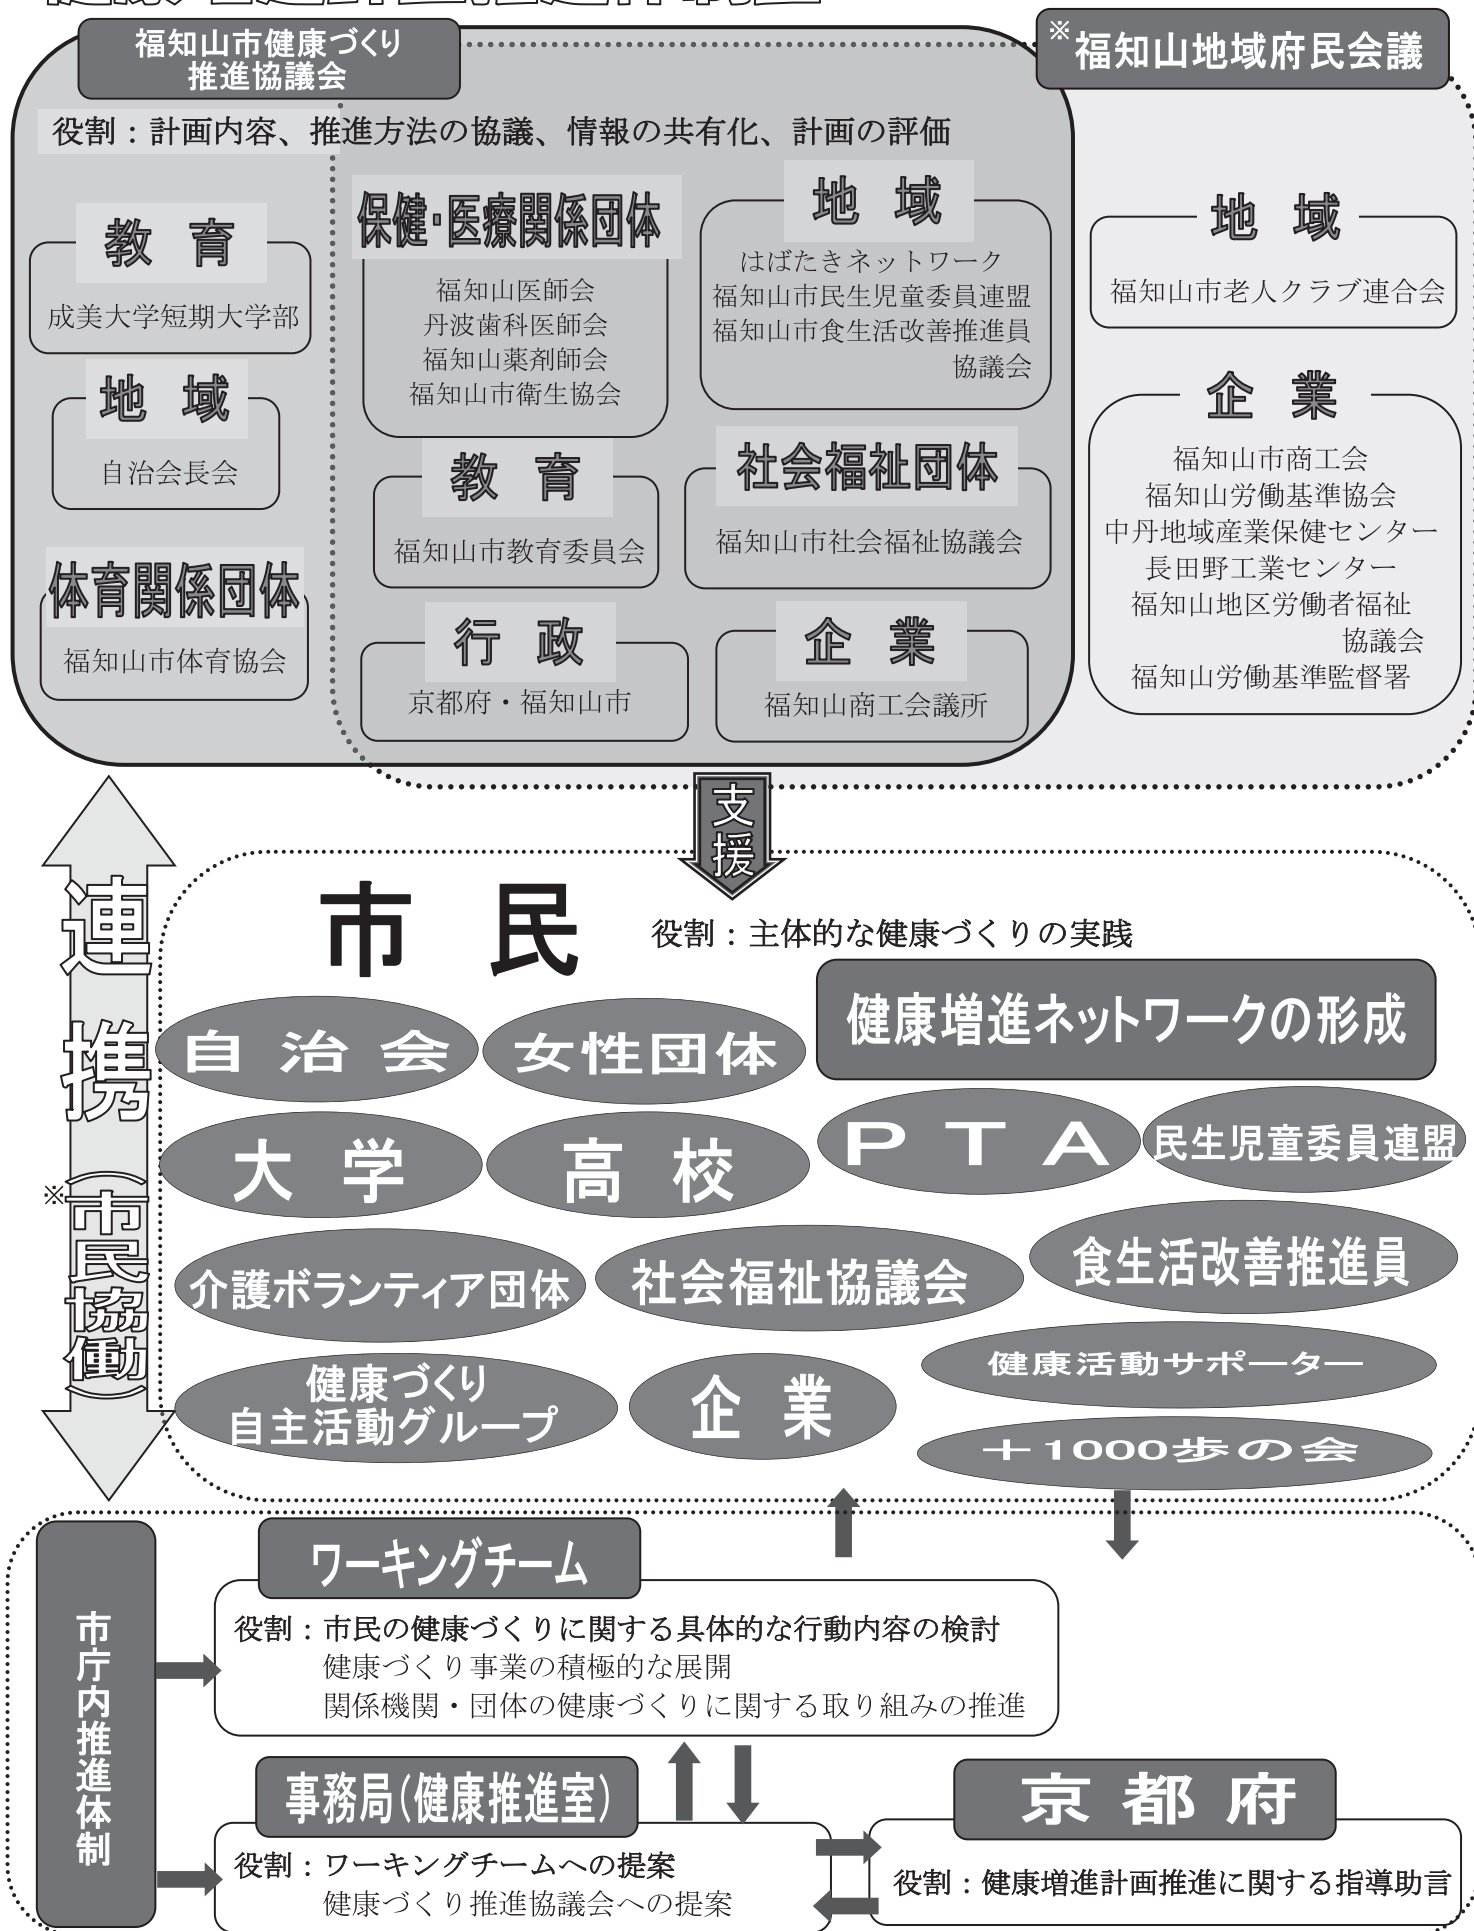 福知山市健康づくり
推進協議会
※福知山地域府民会議
役割：計画内容、推進方法の協議、情報の共有化、計画の評価
教 育
成美大学短期大学部
地 域
自治会長会
体育関係団体
福知山市体育協会
保健・医療関係団体
福知山医師会
丹波歯科医師会
福知山薬剤師会
福知山市衛生協会
教 育
福知山市教育委員会
行 政
京都府・福知山市
地 域
はばたきネットワーク
福知山市民生児童委員連盟
福知山市食生活改善推進員
協議会
社会福祉団体
福知山市社会福祉協議会
企 業
福知山商工会議所
地 域
福知山市老人クラブ連合会
企 業
福知山市商工会
福知山労働基準協会
中丹地域産業保健センター
長田野工業センター
福知山地区労働者福祉
協議会
福知山労働基準監督署
支援
連携
※(市民協働)
市 民
役割：主体的な健康づくりの実践
健康増進ネットワークの形成
自 治 会
女性団体
大 学
高 校
P T A
民生児童委員連盟
介護ボランティア団体
社会福祉協議会
食生活改善推進員
健康づくり
自主活動グループ
企 業
健康活動サポーター
＋1000歩の会
市庁内推進体制
ワーキングチーム
役割：市民の健康づくりに関する具体的な行動内容の検討
健康づくり事業の積極的な展開
関係機関・団体の健康づくりに関する取り組みの推進
事務局(健康推進室)
役割：ワーキングチームへの提案
健康づくり推進協議会への提案
京 都 府
役割：健康増進計画推進に関する指導助言